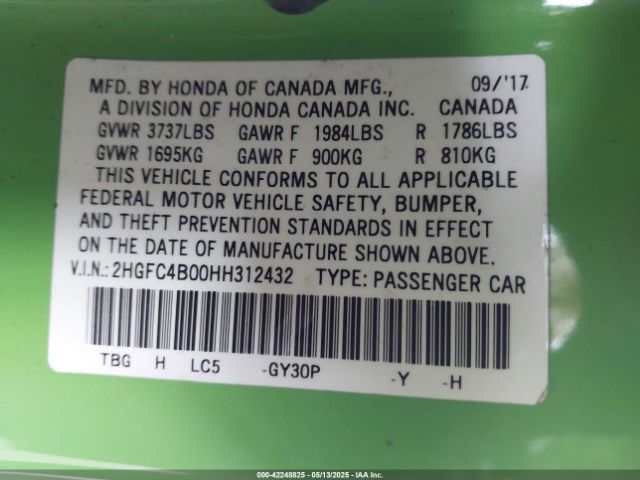 MFD. BY HONDA OF CANADA MFG., 09/'17
A DIVISION OF HONDA CANADA INC. CANADA
GVWR 3737LBS GAWR F 1984LBS R 1786LBS
GVWR 1695KG GAWR F 900KG R 810KG
THIS VEHICLE CONFORMS TO ALL APPLICABLE
FEDERAL MOTOR VEHICLE SAFETY, BUMPER,
AND THEFT PREVENTION STANDARDS IN EFFECT
ON THE DATE OF MANUFACTURE SHOWN ABOVE.
V.I.N.: 2HGFC4B00HH312432 TYPE: PASSENGER CAR
TBG H LC5 -GY30P -Y -H
000-42248825 - 05/13/2025 - IAA Inc.